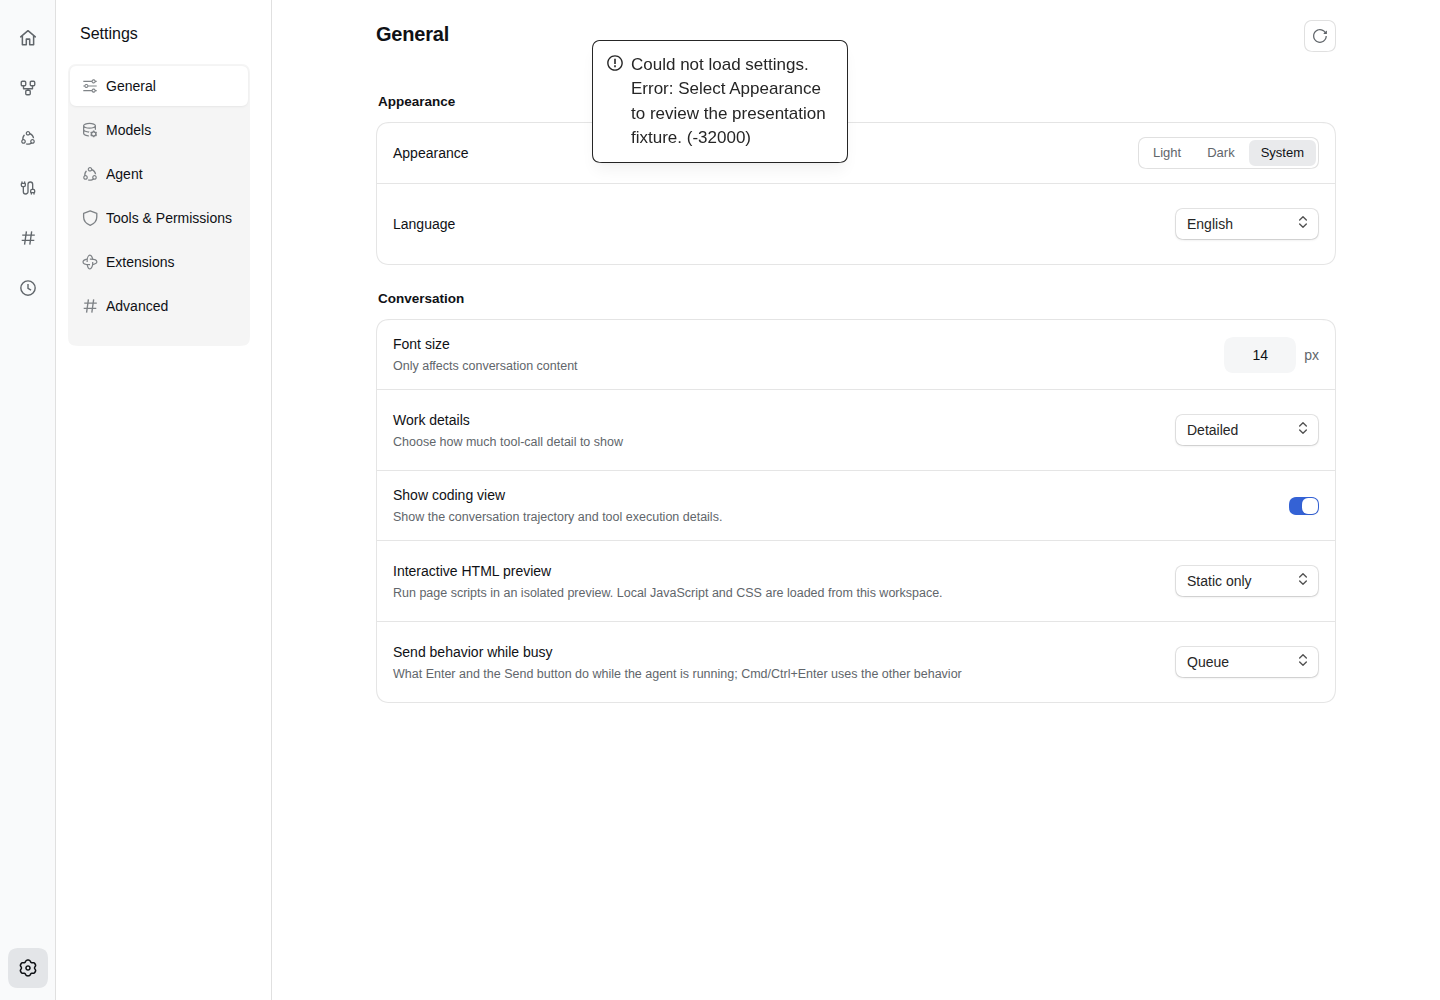 Settings
General
Models
Agent
Tools & Permissions
Extensions
Advanced
General
Could not load settings.
Error: Select Appearance
to review the presentation
fixture. (-32000)
Appearance
Appearance
Light Dark System
Language
English
Conversation
Font size
Only affects conversation content
14 px
Work details
Choose how much tool-call detail to show
Detailed
Show coding view
Show the conversation trajectory and tool execution details.
Interactive HTML preview
Run page scripts in an isolated preview. Local JavaScript and CSS are loaded from this workspace.
Static only
Send behavior while busy
What Enter and the Send button do while the agent is running; Cmd/Ctrl+Enter uses the other behavior
Queue